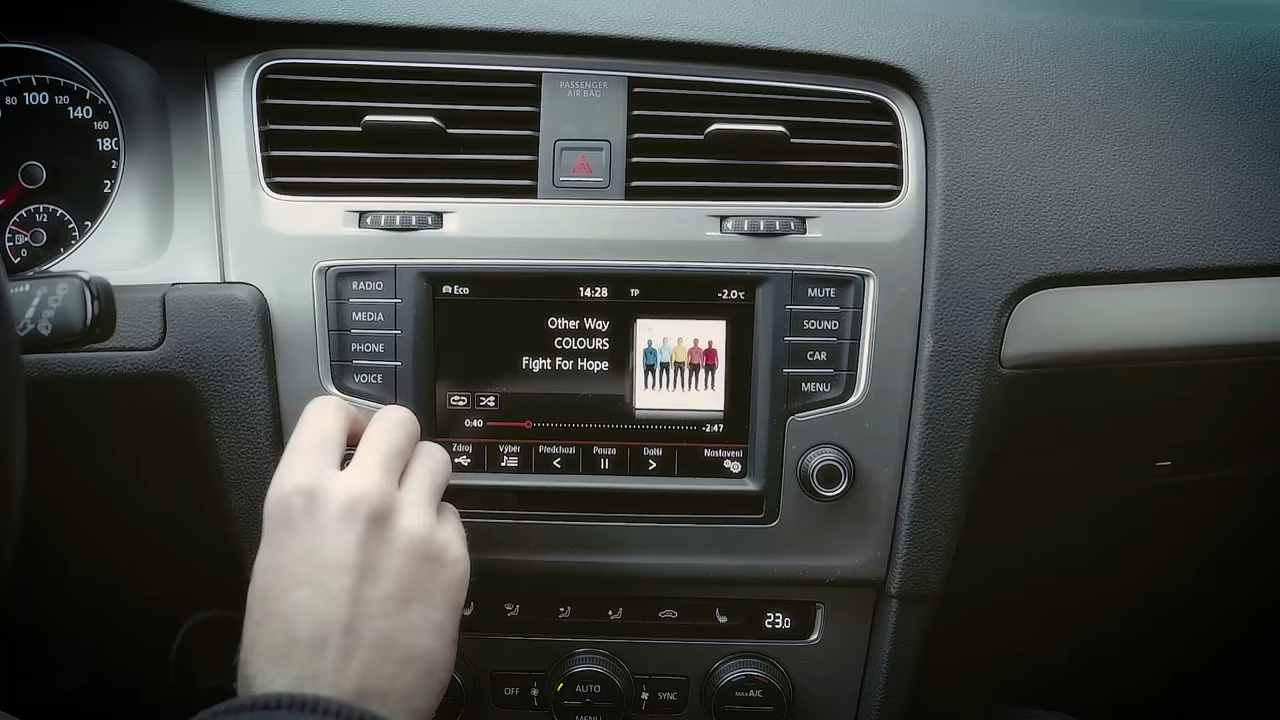 80 100 120
140
160
180
1/2
0
PASSENGER
AIR BAG
RADIO
MEDIA
PHONE
VOICE
Eco 14:28 TP -2.0°C
Other Way
COLOURS
Fight For Hope
0:40 -2:47
Zdroj Výběr Předchozí Pauza Další Nastavení
MUTE
SOUND
CAR
MENU
23.0
OFF AUTO SYNC MAX A/C
MENU